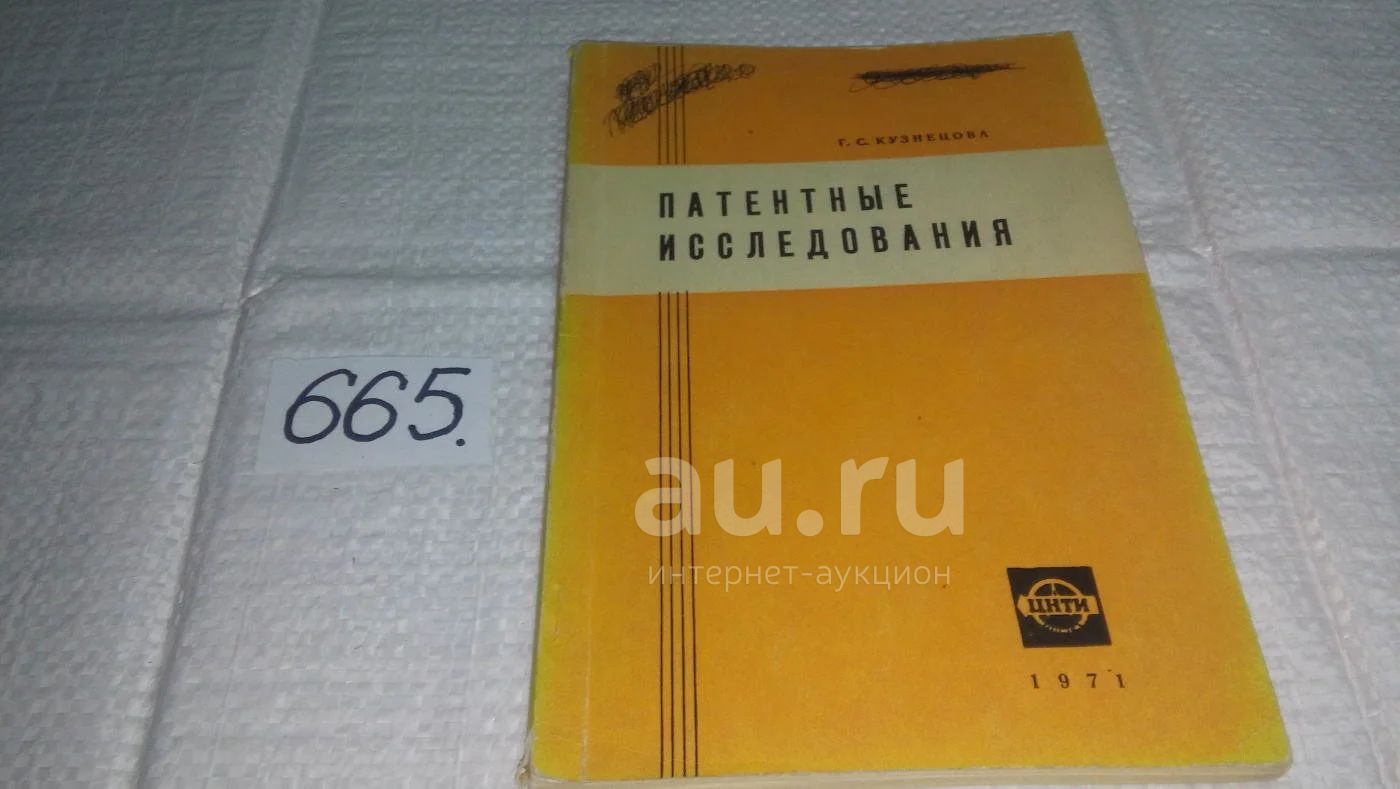 Г. С. КУЗНЕЦОВА
ПАТЕНТНЫЕ
ИССЛЕДОВАНИЯ
665.
au.ru
интернет-аукцион
ЦНТИ
1971